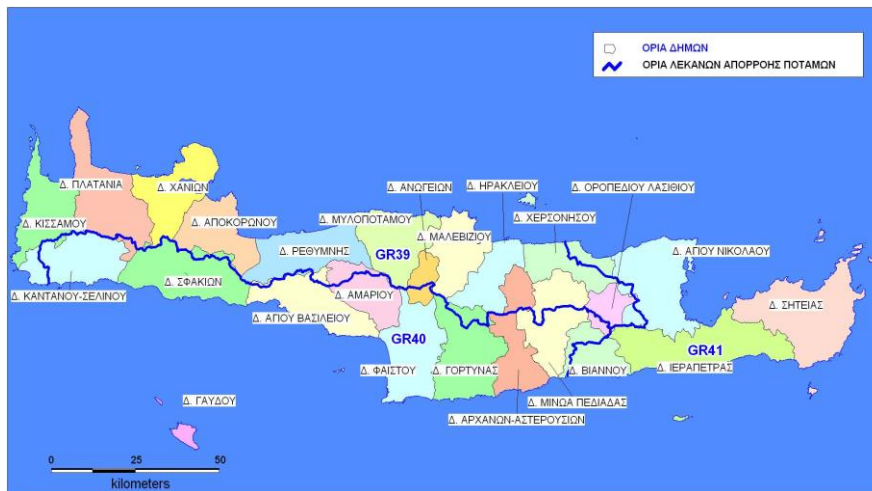 ΟΡΙΑ ΔΗΜΩΝ
ΟΡΙΑ ΛΕΚΑΝΩΝ ΑΠΟΡΡΟΗΣ ΠΟΤΑΜΩΝ
Δ. ΠΛΑΤΑΝΙΑ
Δ. ΧΑΝΙΩΝ
Δ. ΑΝΩΓΕΙΩΝ
Δ. ΗΡΑΚΛΕΙΟΥ
Δ. ΟΡΟΠΕΔΙΟΥ ΛΑΣΙΘΙΟΥ
Δ. ΚΙΣΣΑΜΟΥ
Δ. ΑΠΟΚΟΡΩΝΟΥ
Δ. ΜΥΛΟΠΟΤΑΜΟΥ
Δ. ΧΕΡΣΟΝΗΣΟΥ
Δ. ΜΑΛΕΒΙΖΙΟΥ
Δ. ΡΕΘΥΜΝΗΣ
GR39
Δ. ΑΓΙΟΥ ΝΙΚΟΛΑΟΥ
Δ. ΣΦΑΚΙΩΝ
Δ. ΚΑΝΤΑΝΟΥ-ΣΕΛΙΝΟΥ
Δ. ΑΜΑΡΙΟΥ
Δ. ΣΗΤΕΙΑΣ
Δ. ΑΓΙΟΥ ΒΑΣΙΛΕΙΟΥ
GR40
GR41
Δ. ΦΑΙΣΤΟΥ
Δ. ΓΟΡΤΥΝΑΣ
Δ. ΒΙΑΝΝΟΥ
Δ. ΙΕΡΑΠΕΤΡΑΣ
Δ. ΓΑΥΔΟΥ
Δ. ΜΙΝΩΑ ΠΕΔΙΑΔΑΣ
Δ. ΑΡΧΑΝΩΝ-ΑΣΤΕΡΟΥΣΙΩΝ
0 25 50
kilometers